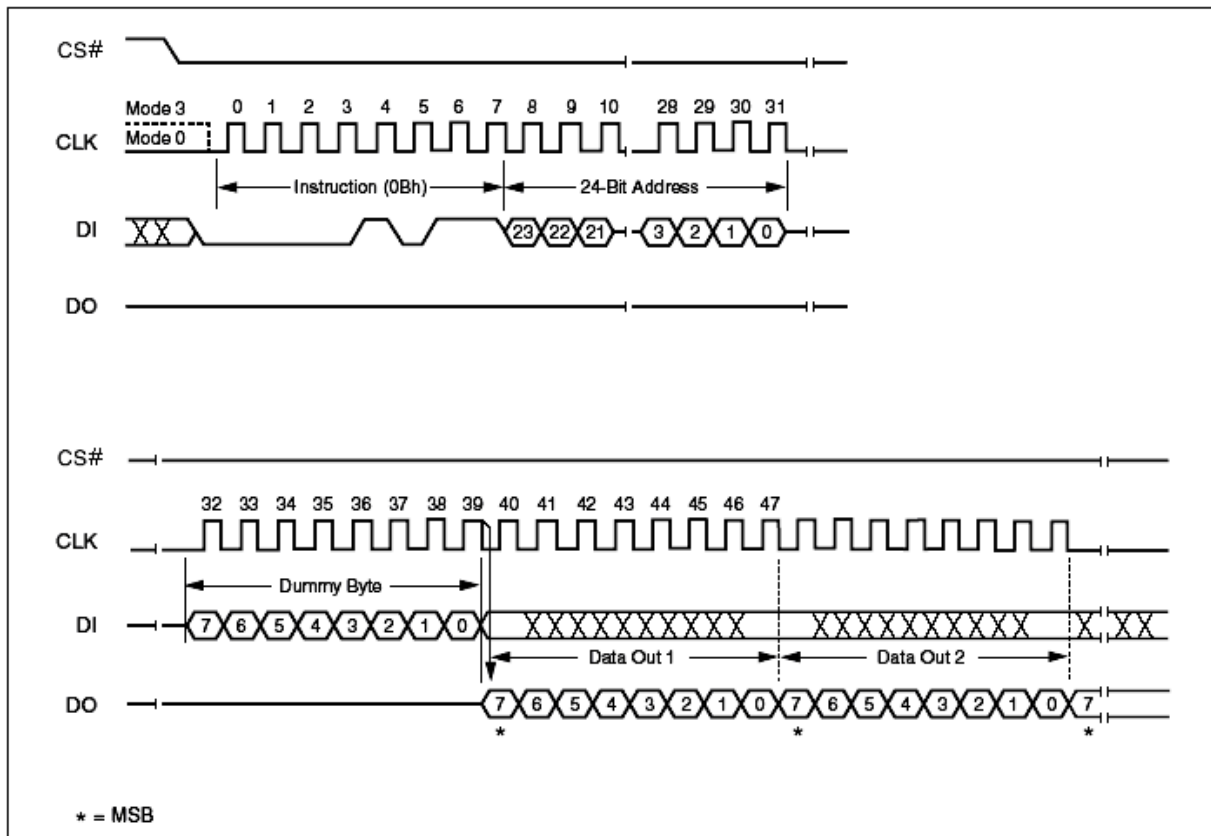 CS#
0 1 2 3 4 5 6 7 8 9 10 28 29 30 31
Mode 3
Mode 0
CLK
Instruction (0Bh) 24-Bit Address
DI 23 22 21 3 2 1 0
DO
CS#
32 33 34 35 36 37 38 39 40 41 42 43 44 45 46 47
CLK
Dummy Byte
DI 7 6 5 4 3 2 1 0
Data Out 1 Data Out 2
DO 7 6 5 4 3 2 1 0 7 6 5 4 3 2 1 0 7
* * *
* = MSB